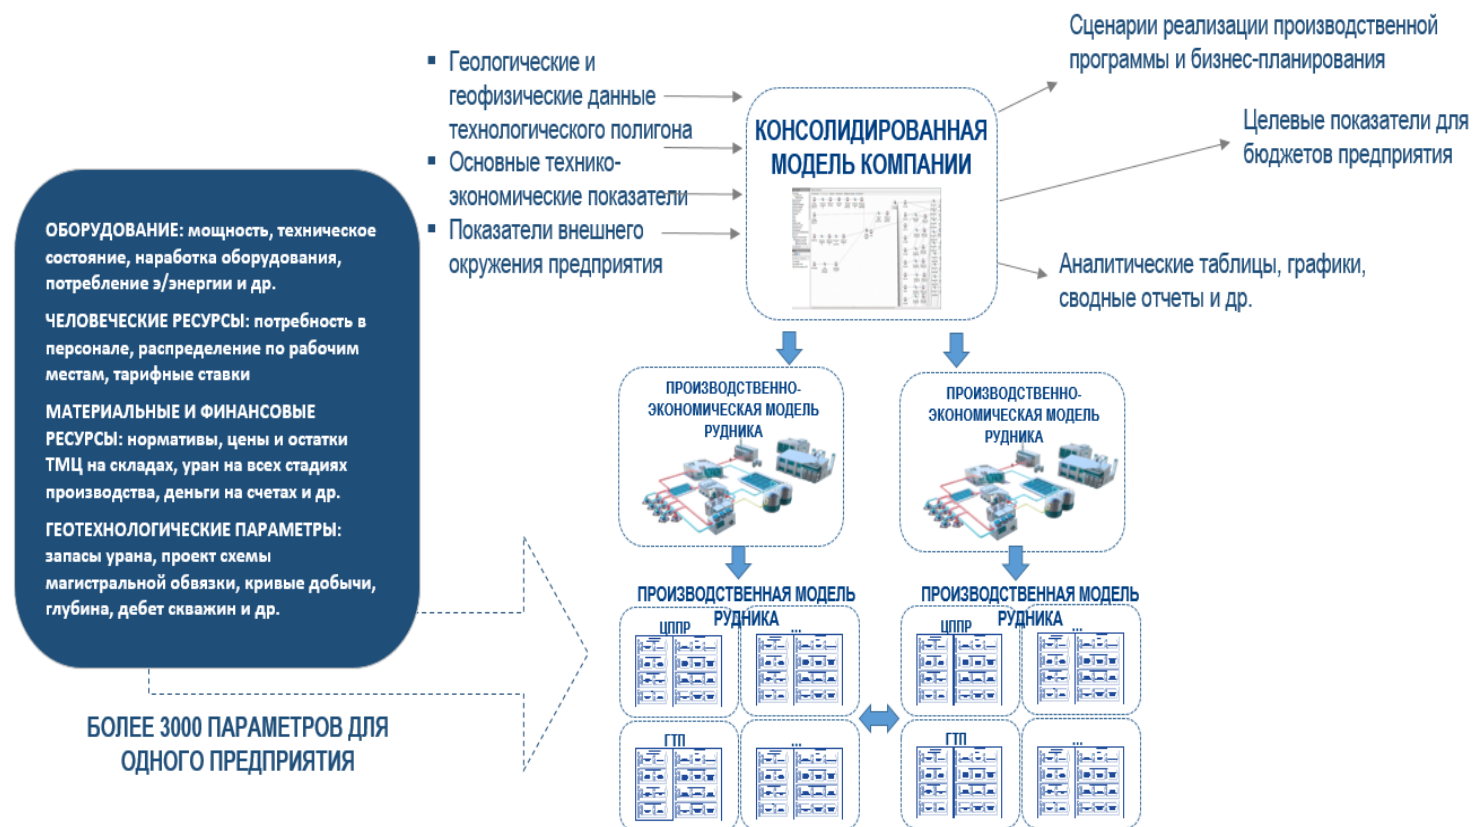 Сценарии реализации производственной
программы и бизнес-планирования
▪ Геологические и
геофизические данные
технологического полигона
▪ Основные технико-
экономические показатели
▪ Показатели внешнего
окружения предприятия
КОНСОЛИДИРОВАННАЯ
МОДЕЛЬ КОМПАНИИ
Целевые показатели для
бюджетов предприятия
Аналитические таблицы, графики,
сводные отчеты и др.
ОБОРУДОВАНИЕ: мощность, техническое
состояние, наработка оборудования,
потребление э/энергии и др.
ЧЕЛОВЕЧЕСКИЕ РЕСУРСЫ: потребность в
персонале, распределение по рабочим
местам, тарифные ставки
МАТЕРИАЛЬНЫЕ И ФИНАНСОВЫЕ
РЕСУРСЫ: нормативы, цены и остатки
ТМЦ на складах, уран на всех стадиях
производства, деньги на счетах и др.
ГЕОТЕХНОЛОГИЧЕСКИЕ ПАРАМЕТРЫ:
запасы урана, проект схемы
магистральной обвязки, кривые добычи,
глубина, дебет скважин и др.
БОЛЕЕ 3000 ПАРАМЕТРОВ ДЛЯ
ОДНОГО ПРЕДПРИЯТИЯ
ПРОИЗВОДСТВЕННО-
ЭКОНОМИЧЕСКАЯ МОДЕЛЬ
РУДНИКА
ПРОИЗВОДСТВЕННО-
ЭКОНОМИЧЕСКАЯ МОДЕЛЬ
РУДНИКА
ПРОИЗВОДСТВЕННАЯ МОДЕЛЬ
РУДНИКА
ЦППР
...
ГТП
...
ПРОИЗВОДСТВЕННАЯ МОДЕЛЬ
РУДНИКА
ЦППР
...
ГТП
...